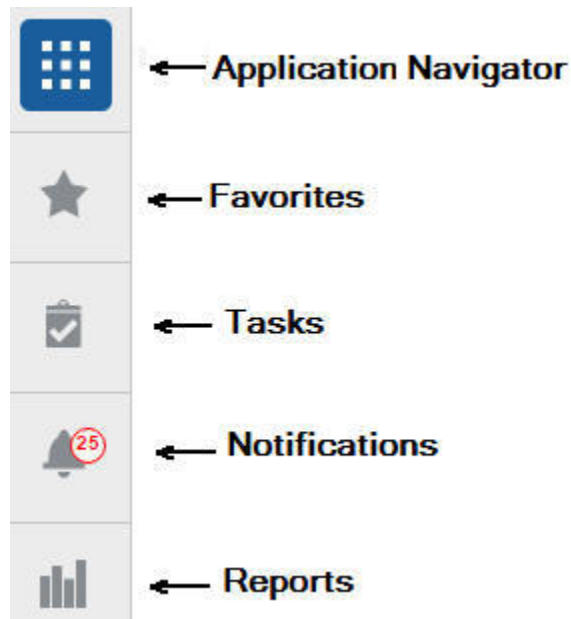 Application Navigator
Favorites
Tasks
25
Notifications
Reports